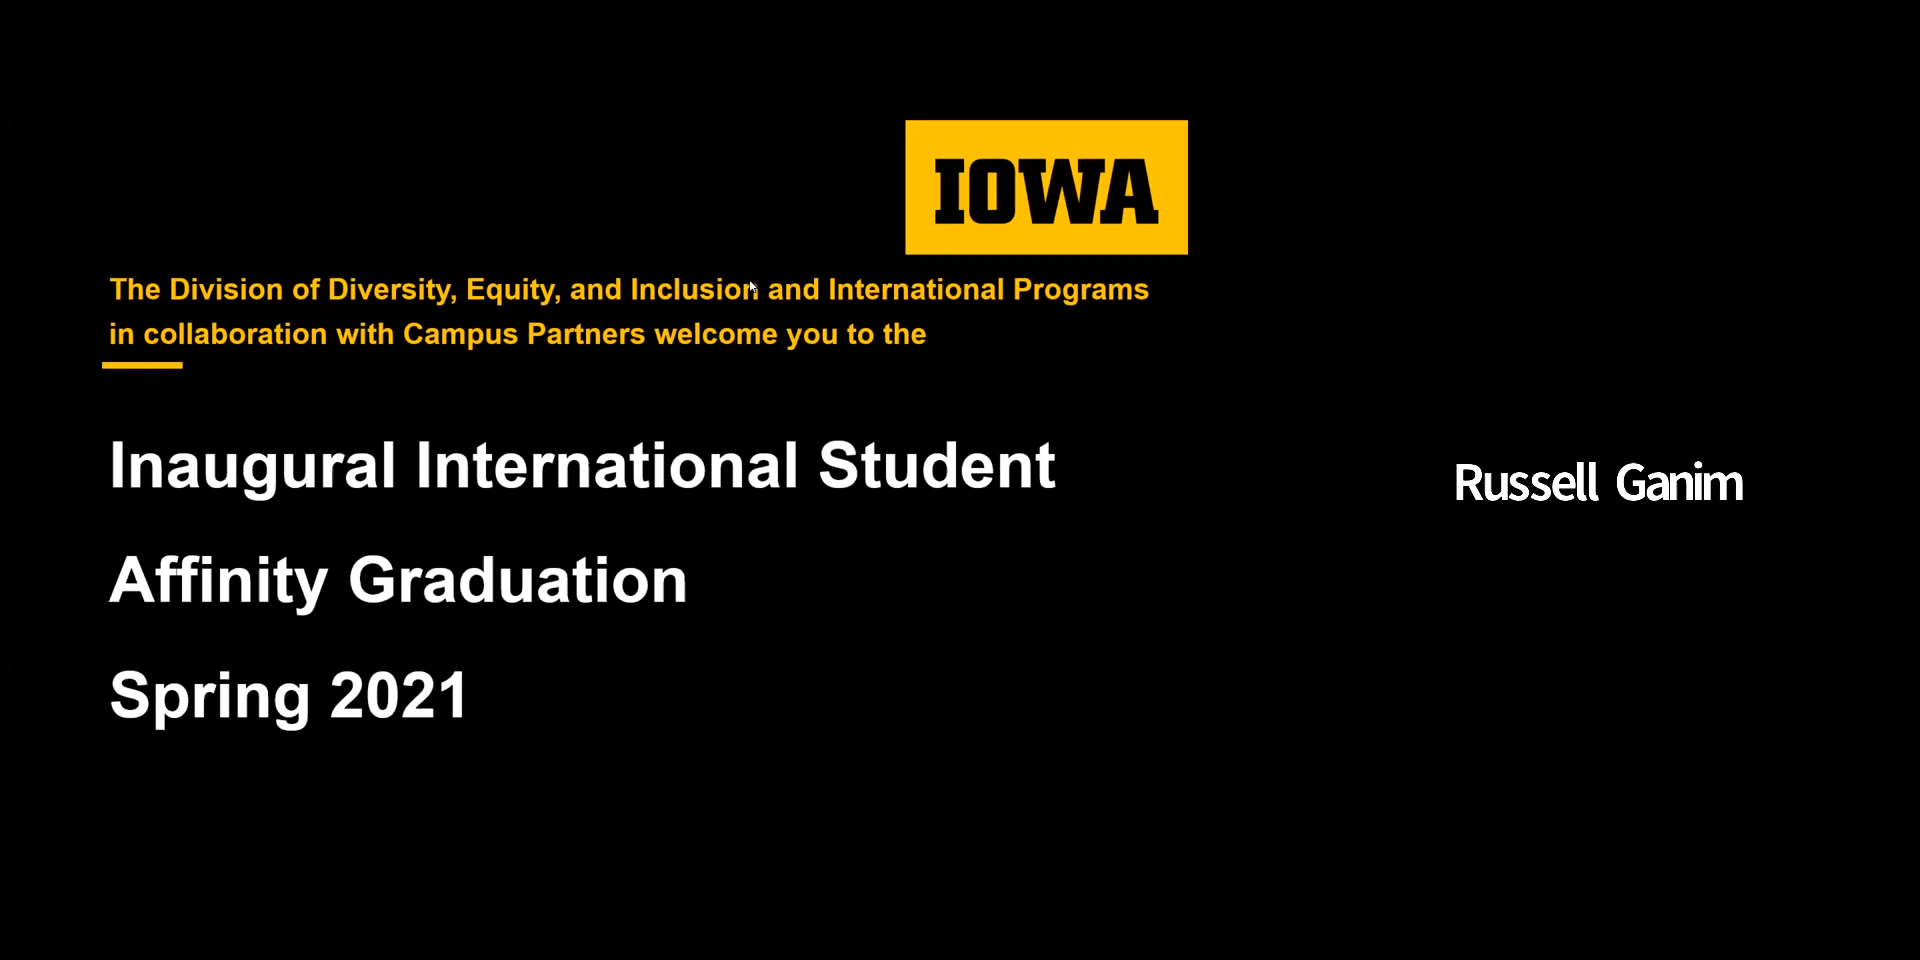 IOWA
The Division of Diversity, Equity, and Inclusion and International Programs
in collaboration with Campus Partners welcome you to the
Inaugural International Student
Affinity Graduation
Spring 2021
Russell Ganim